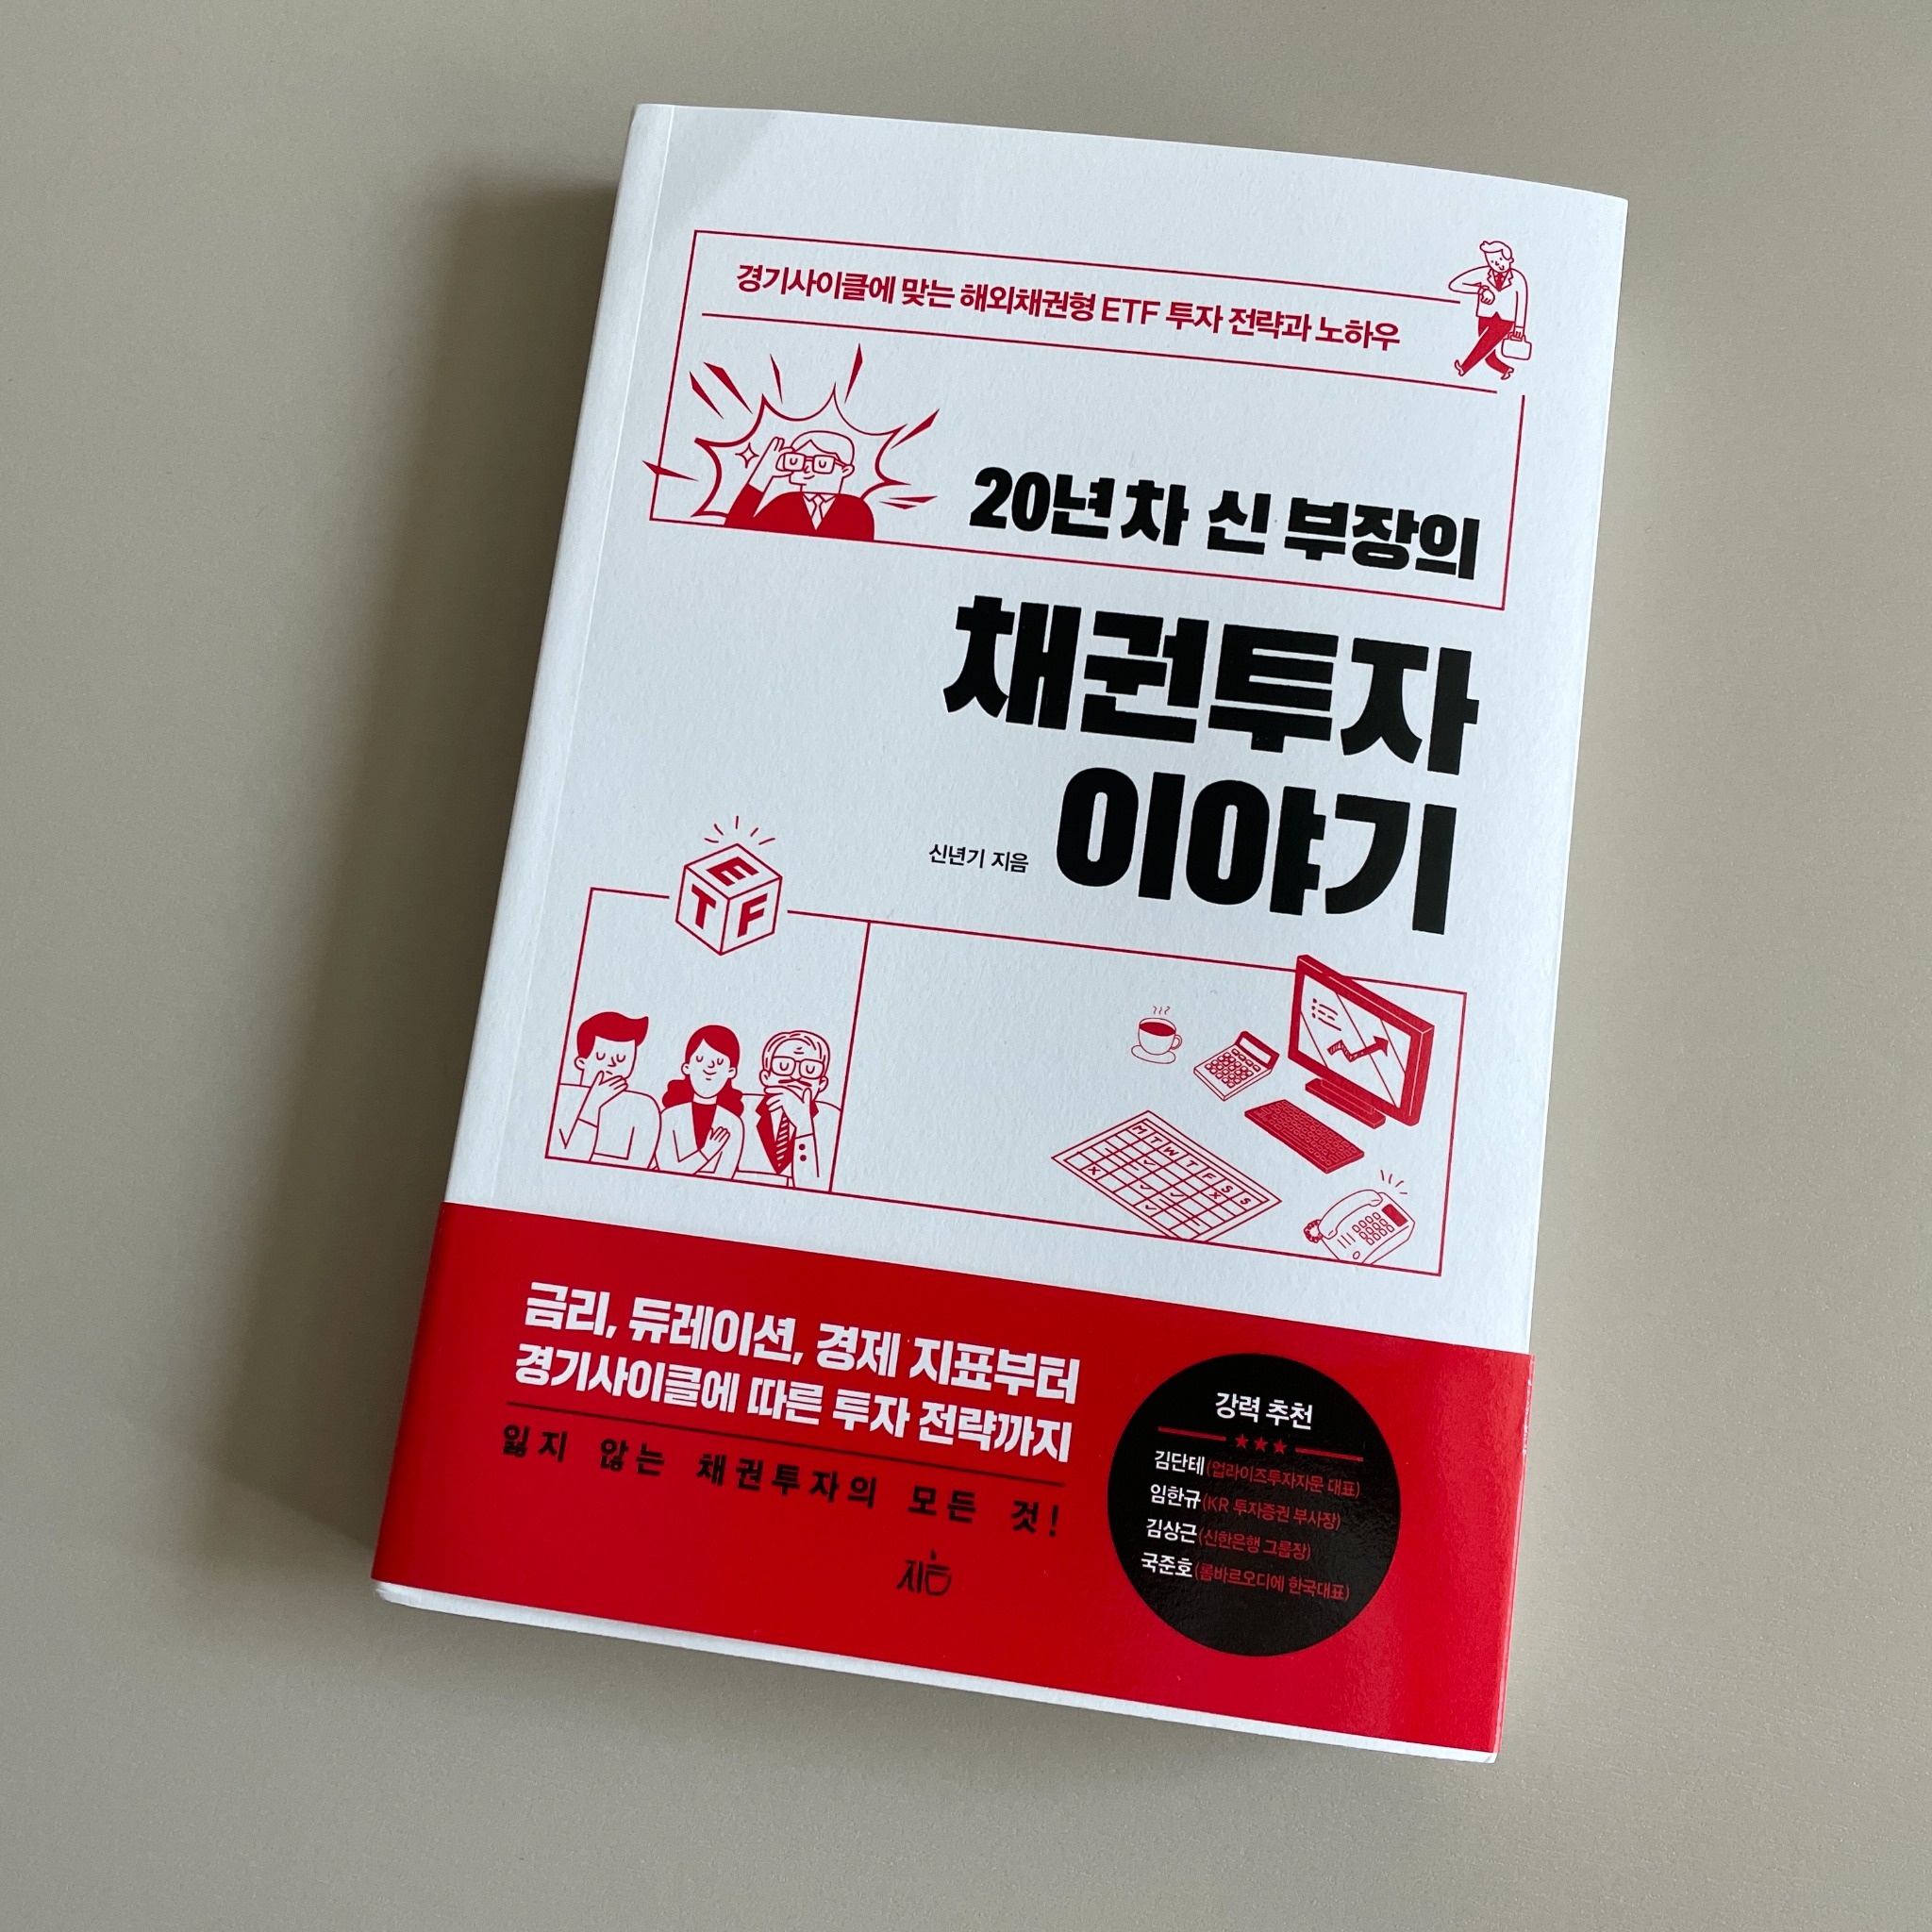 경기사이클에 맞는 해외채권형 ETF 투자 전략과 노하우
20년 차 신 부장의
채권투자
이야기
신년기 지음
E
T F
M T W T F S S
X
X
금리, 듀레이션, 경제 지표부터
경기사이클에 따른 투자 전략까지
잃지 않는 채권투자의 모든 것!
지음
강력 추천
김단테(업라이즈투자자문 대표)
임한규(KR 투자증권 부사장)
김상근(신한은행 그룹장)
국준호(롬바르오디에 한국대표)